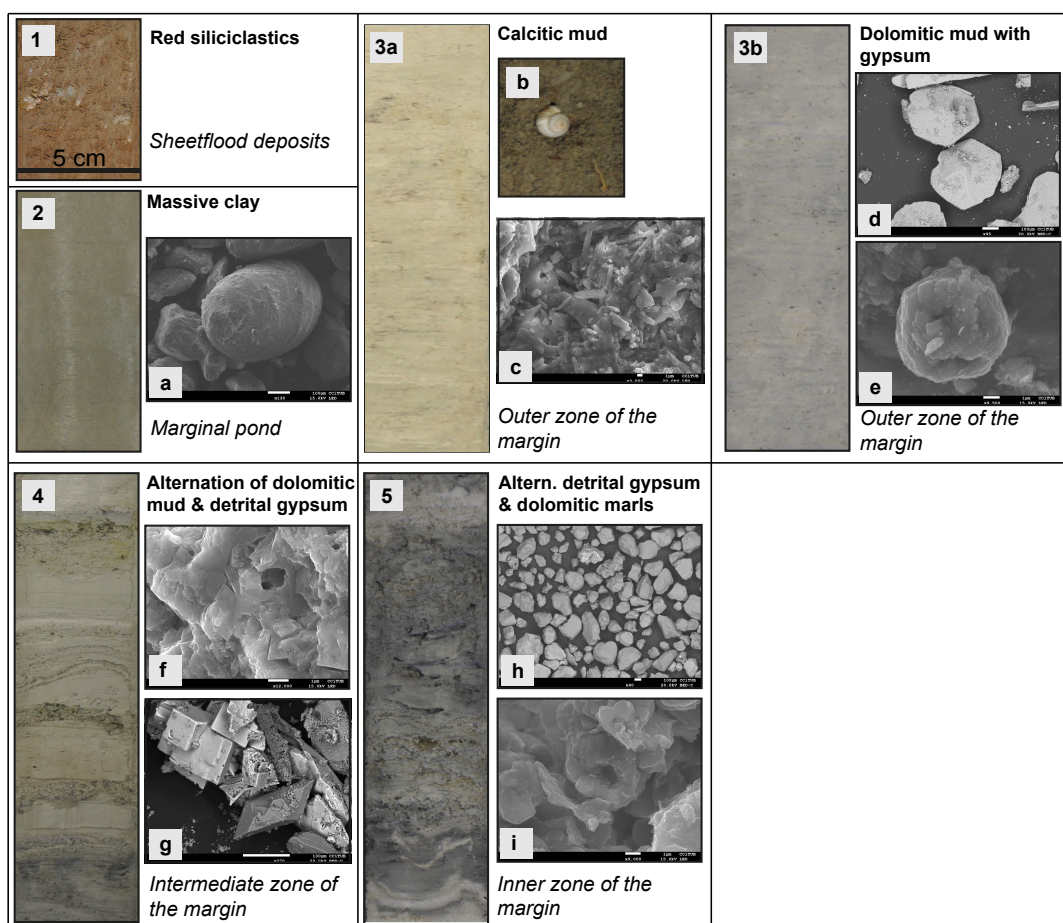 1
Red siliciclastics
Sheetflood deposits
5 cm
2
Massive clay
a
Marginal pond
3a
Calcitic mud
b
c
Outer zone of the
margin
3b
Dolomitic mud with
gypsum
d
e
Outer zone of the
margin
4
Alternation of dolomitic
mud & detrital gypsum
f
g
Intermediate zone of
the margin
5
Altern. detrital gypsum
& dolomitic marls
h
i
Inner zone of the
margin